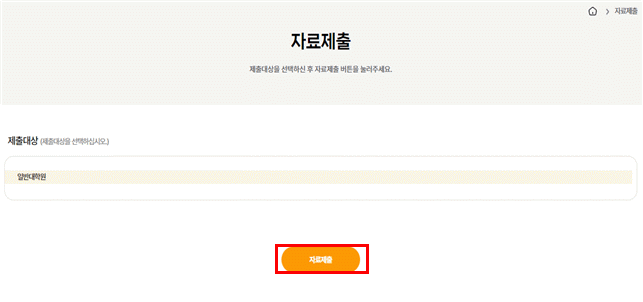 자료제출
자료제출
제출대상을 선택하신 후 자료제출 버튼을 눌러주세요.
제출대상 (제출대상을 선택하십시오.)
일반대학원
자료제출